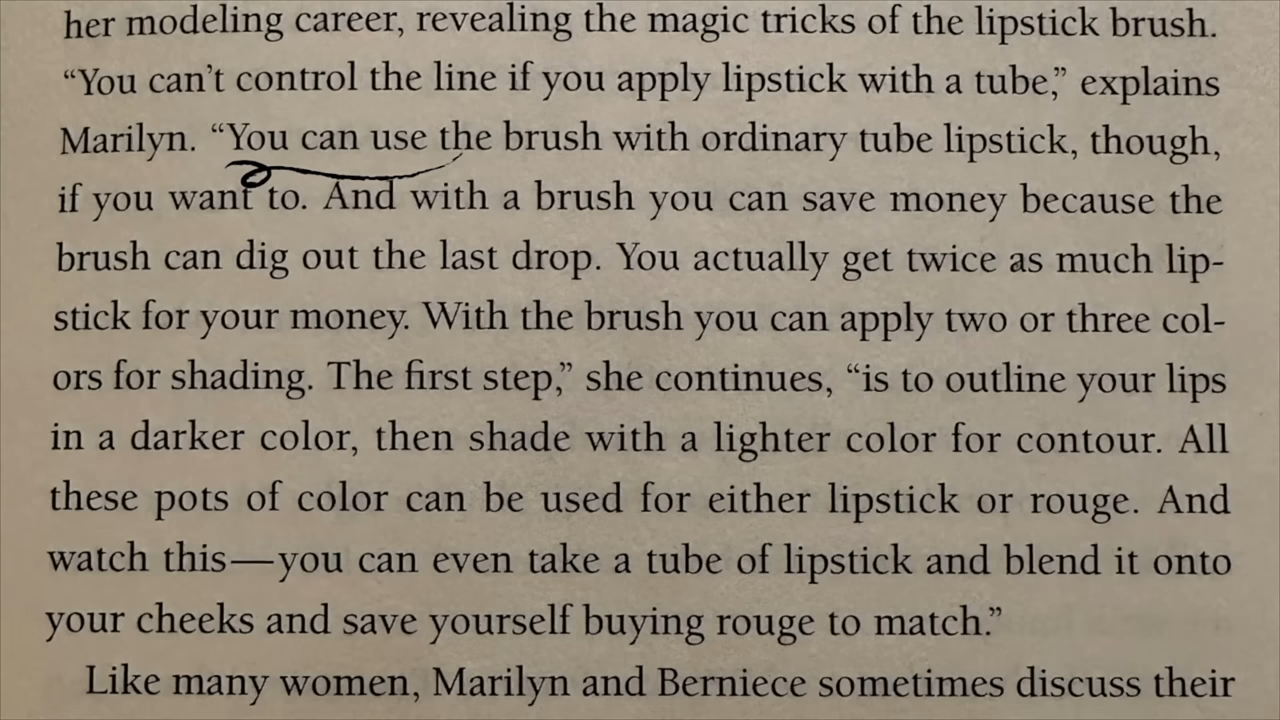 her modeling career, revealing the magic tricks of the lipstick brush.
“You can’t control the line if you apply lipstick with a tube,” explains
Marilyn. “You can use the brush with ordinary tube lipstick, though,
if you want to. And with a brush you can save money because the
brush can dig out the last drop. You actually get twice as much lip-
stick for your money. With the brush you can apply two or three col-
ors for shading. The first step,” she continues, “is to outline your lips
in a darker color, then shade with a lighter color for contour. All
these pots of color can be used for either lipstick or rouge. And
watch this—you can even take a tube of lipstick and blend it onto
your cheeks and save yourself buying rouge to match.”
Like many women, Marilyn and Berniece sometimes discuss their